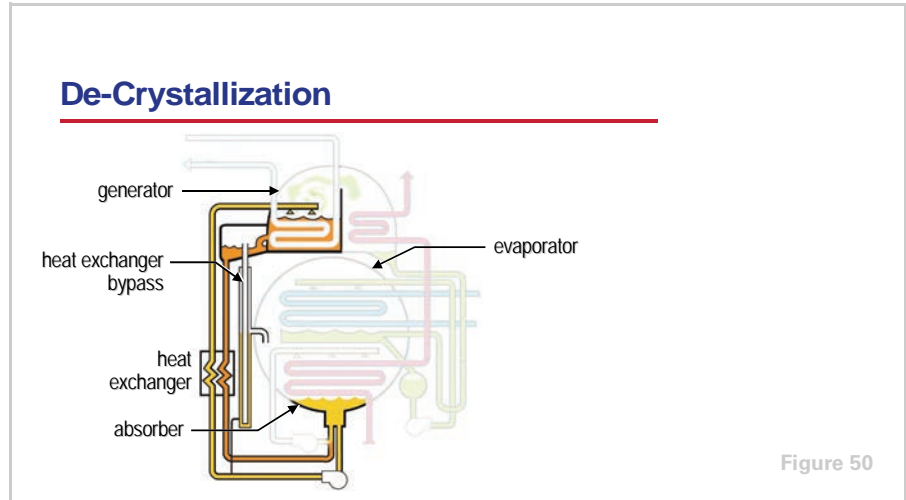 De-Crystallization
generator
evaporator
heat exchanger
bypass
heat
exchanger
absorber
Figure 50